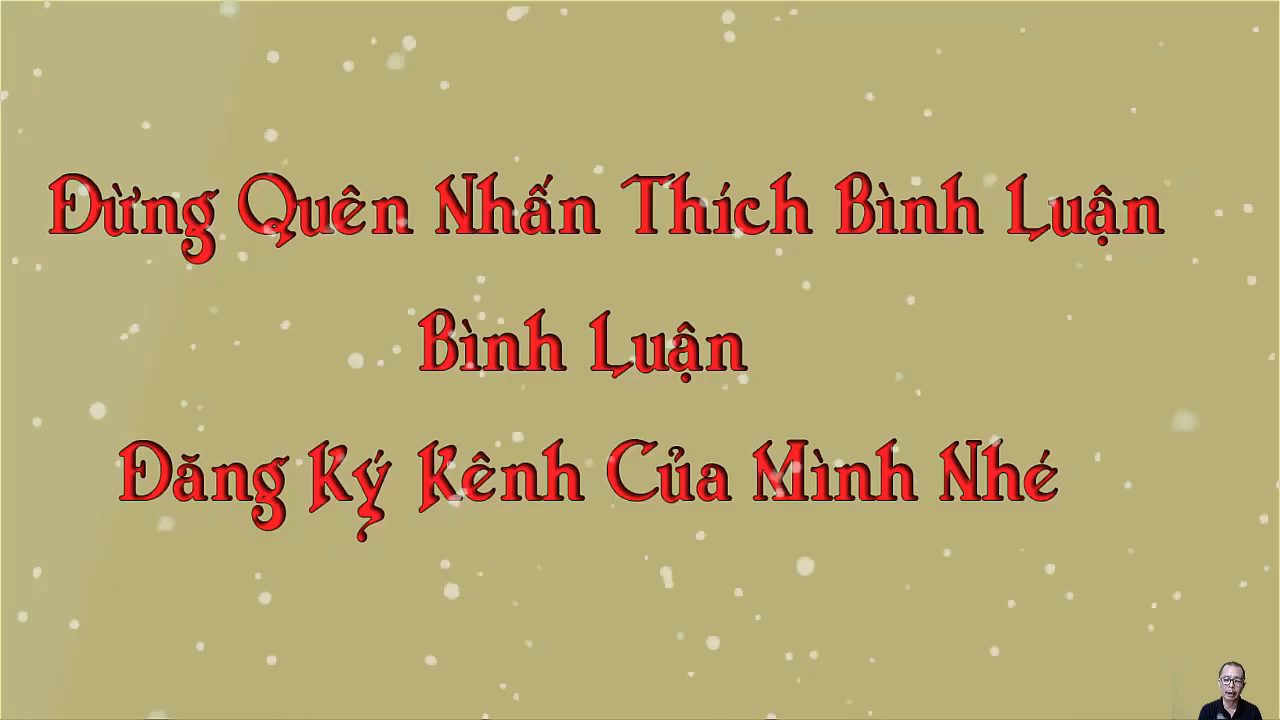 Đừng Quên Nhấn Thích Bình Luận
Bình Luận
Đăng Ký Kênh Của Mình Nhé